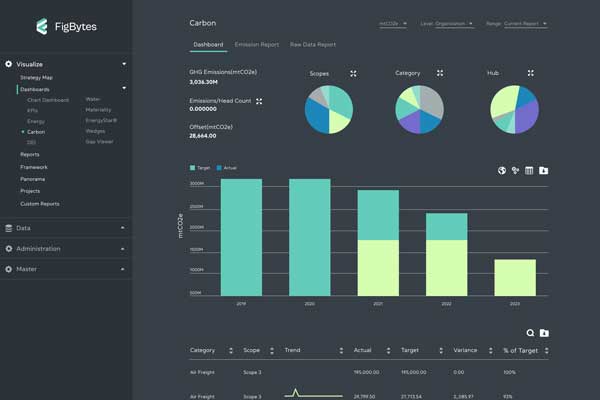 FigBytes
Visualize
Strategy Map
Dashboards
Chart Dashboard
Water
KPIs
Materiality
Energy
EnergyStar®
Carbon
Wedges
Gap Viewer
Reports
Framework
Panorama
Projects
Custom Reports
Data
Administration
Master
Carbon
mtCO2e
Level: Organization
Range: Current Report
Dashboard
Emission Report
Raw Data Report
GHG Emissions(mtCO2e)
3,036.30M
Emissions/Head Count
0.000000
Offset(mtCO2e)
28,664.00
Scopes
Category
Hub
Target
Actual
mtCO2e
3000M
2500M
2000M
1500M
1000M
500M
2019
2020
2021
2022
2023
Category
Scope
Trend
Actual
Target
Variance
% of Target
Air Freight
Scope 3
195,000.00
195,000.00
0.00
100%
Air Freight
Scope 3
29,799.50
27,713.54
93%